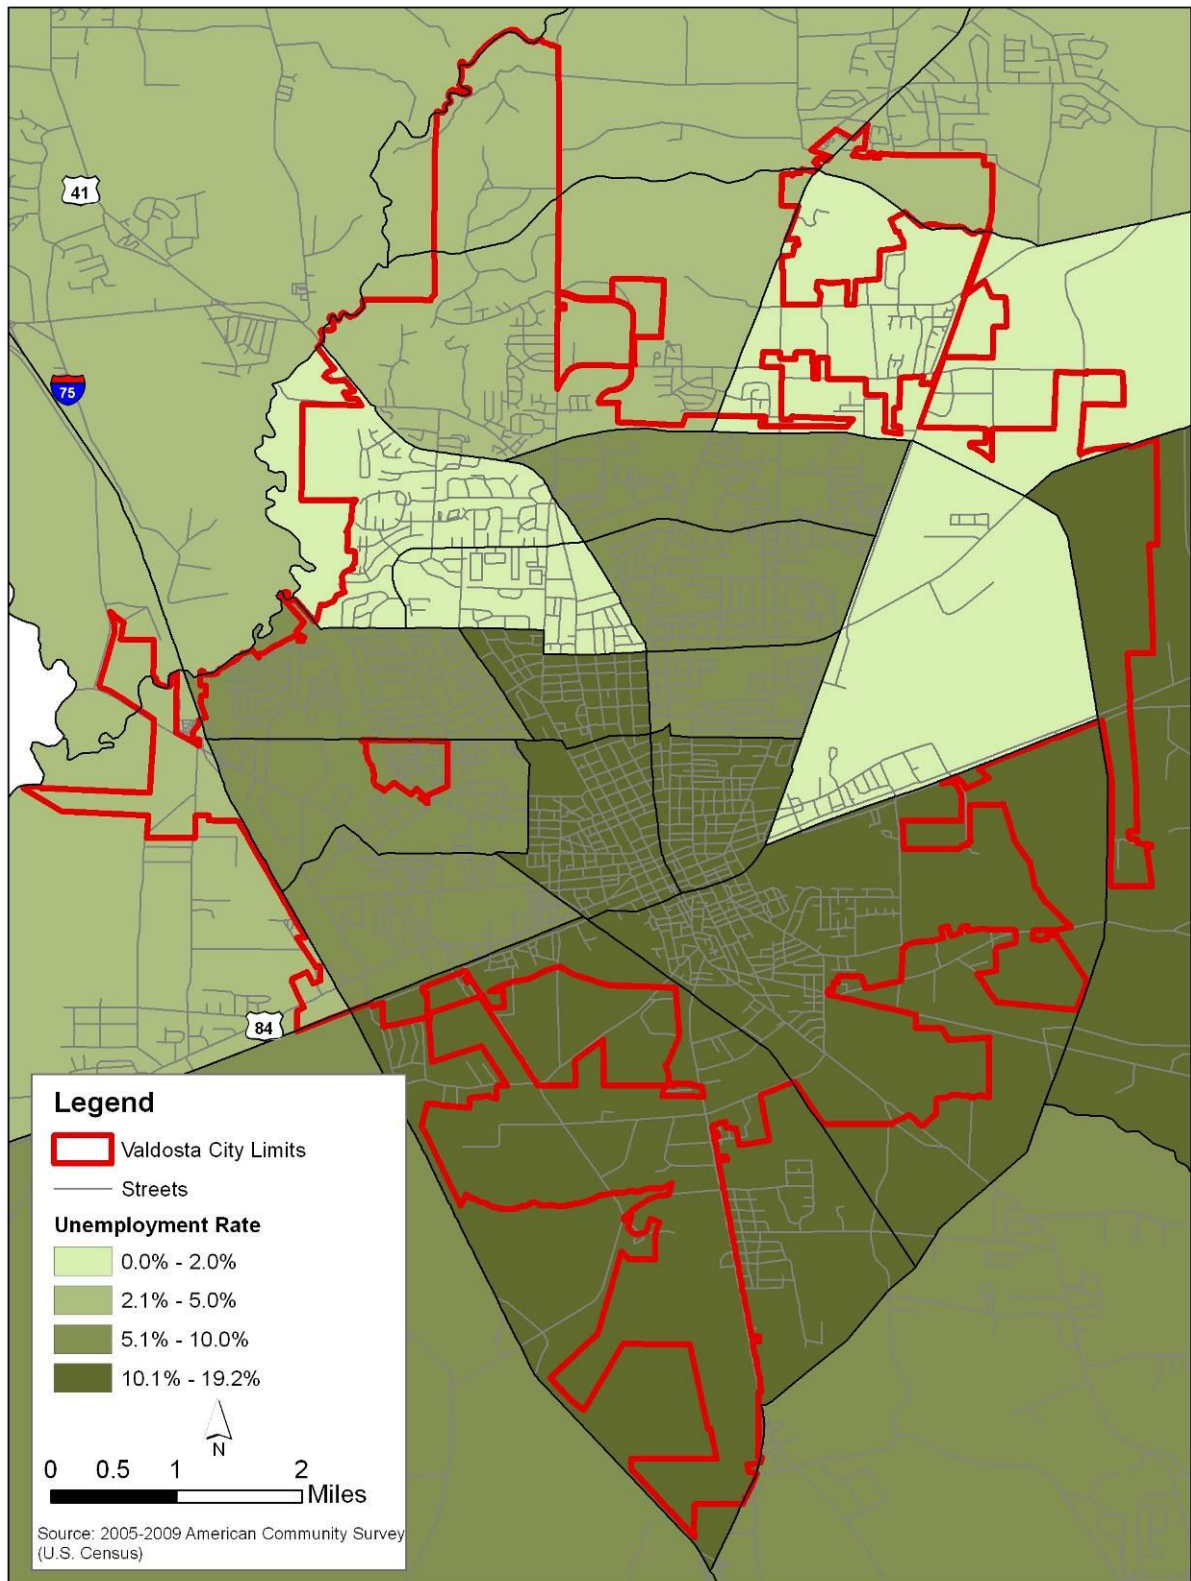 41
75
84
Legend
Valdosta City Limits
Streets
Unemployment Rate
0.0% - 2.0%
2.1% - 5.0%
5.1% - 10.0%
10.1% - 19.2%
N
0 0.5 1 2
Miles
Source: 2005-2009 American Community Survey
(U.S. Census)